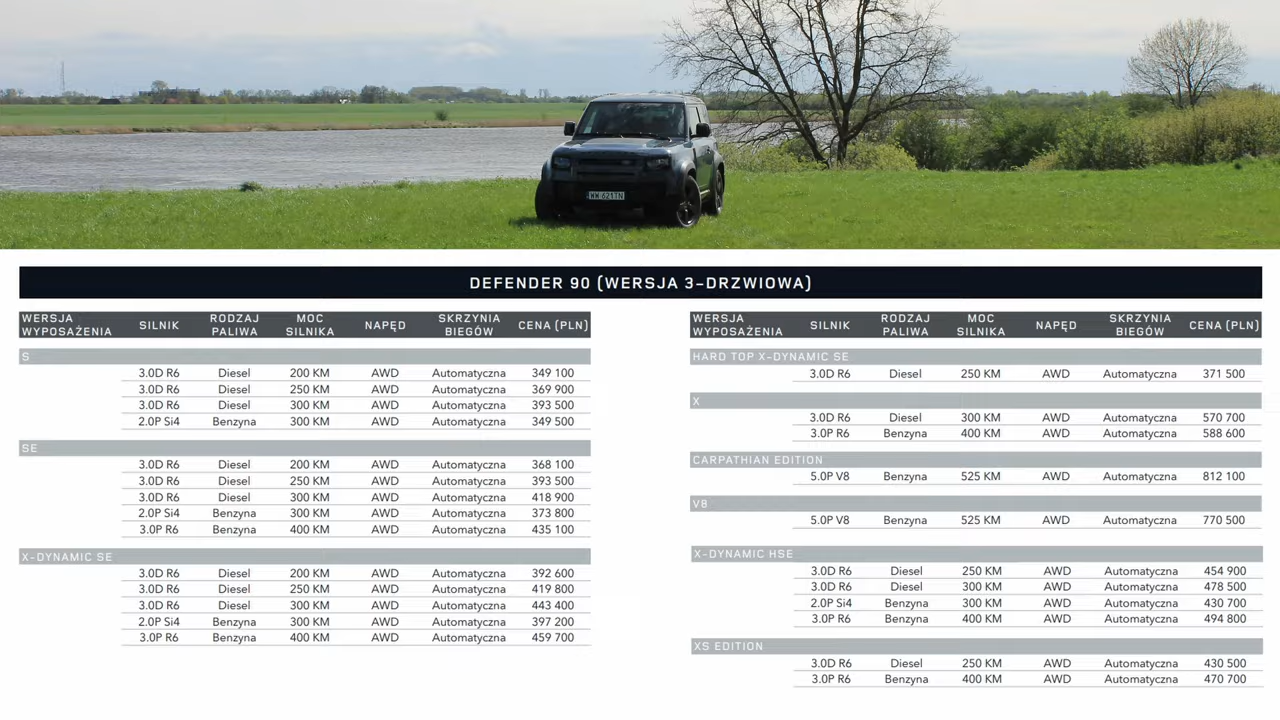 WW 621TN
DEFENDER 90 (WERSJA 3-DRZWIOWA)
WERSJA WYPOSAŻENIA SILNIK RODZAJ PALIWA MOC SILNIKA NAPĘD SKRZYNIA BIEGÓW CENA (PLN)
S
3.0D R6 Diesel 200 KM AWD Automatyczna 349 100
3.0D R6 Diesel 250 KM AWD Automatyczna 369 900
3.0D R6 Diesel 300 KM AWD Automatyczna 393 500
2.0P Si4 Benzyna 300 KM AWD Automatyczna 349 500
SE
3.0D R6 Diesel 200 KM AWD Automatyczna 368 100
3.0D R6 Diesel 250 KM AWD Automatyczna 393 500
3.0D R6 Diesel 300 KM AWD Automatyczna 418 900
2.0P Si4 Benzyna 300 KM AWD Automatyczna 373 800
3.0P R6 Benzyna 400 KM AWD Automatyczna 435 100
X-DYNAMIC SE
3.0D R6 Diesel 200 KM AWD Automatyczna 392 600
3.0D R6 Diesel 250 KM AWD Automatyczna 419 800
3.0D R6 Diesel 300 KM AWD Automatyczna 443 400
2.0P Si4 Benzyna 300 KM AWD Automatyczna 397 200
3.0P R6 Benzyna 400 KM AWD Automatyczna 459 700
WERSJA WYPOSAŻENIA SILNIK RODZAJ PALIWA MOC SILNIKA NAPĘD SKRZYNIA BIEGÓW CENA (PLN)
HARD TOP X-DYNAMIC SE
3.0D R6 Diesel 250 KM AWD Automatyczna 371 500
X
3.0D R6 Diesel 300 KM AWD Automatyczna 570 700
3.0P R6 Benzyna 400 KM AWD Automatyczna 588 600
CARPATHIAN EDITION
5.0P V8 Benzyna 525 KM AWD Automatyczna 812 100
V8
5.0P V8 Benzyna 525 KM AWD Automatyczna 770 500
X-DYNAMIC HSE
3.0D R6 Diesel 250 KM AWD Automatyczna 454 900
3.0D R6 Diesel 300 KM AWD Automatyczna 478 500
2.0P Si4 Benzyna 300 KM AWD Automatyczna 430 700
3.0P R6 Benzyna 400 KM AWD Automatyczna 494 800
XS EDITION
3.0D R6 Diesel 250 KM AWD Automatyczna 430 500
3.0P R6 Benzyna 400 KM AWD Automatyczna 470 700